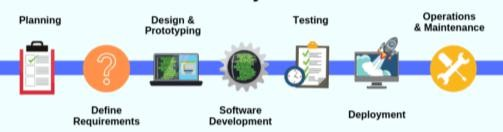 Planning
Define
Requirements
Design &
Prototyping
Software
Development
Testing
Deployment
Operations
& Maintenance